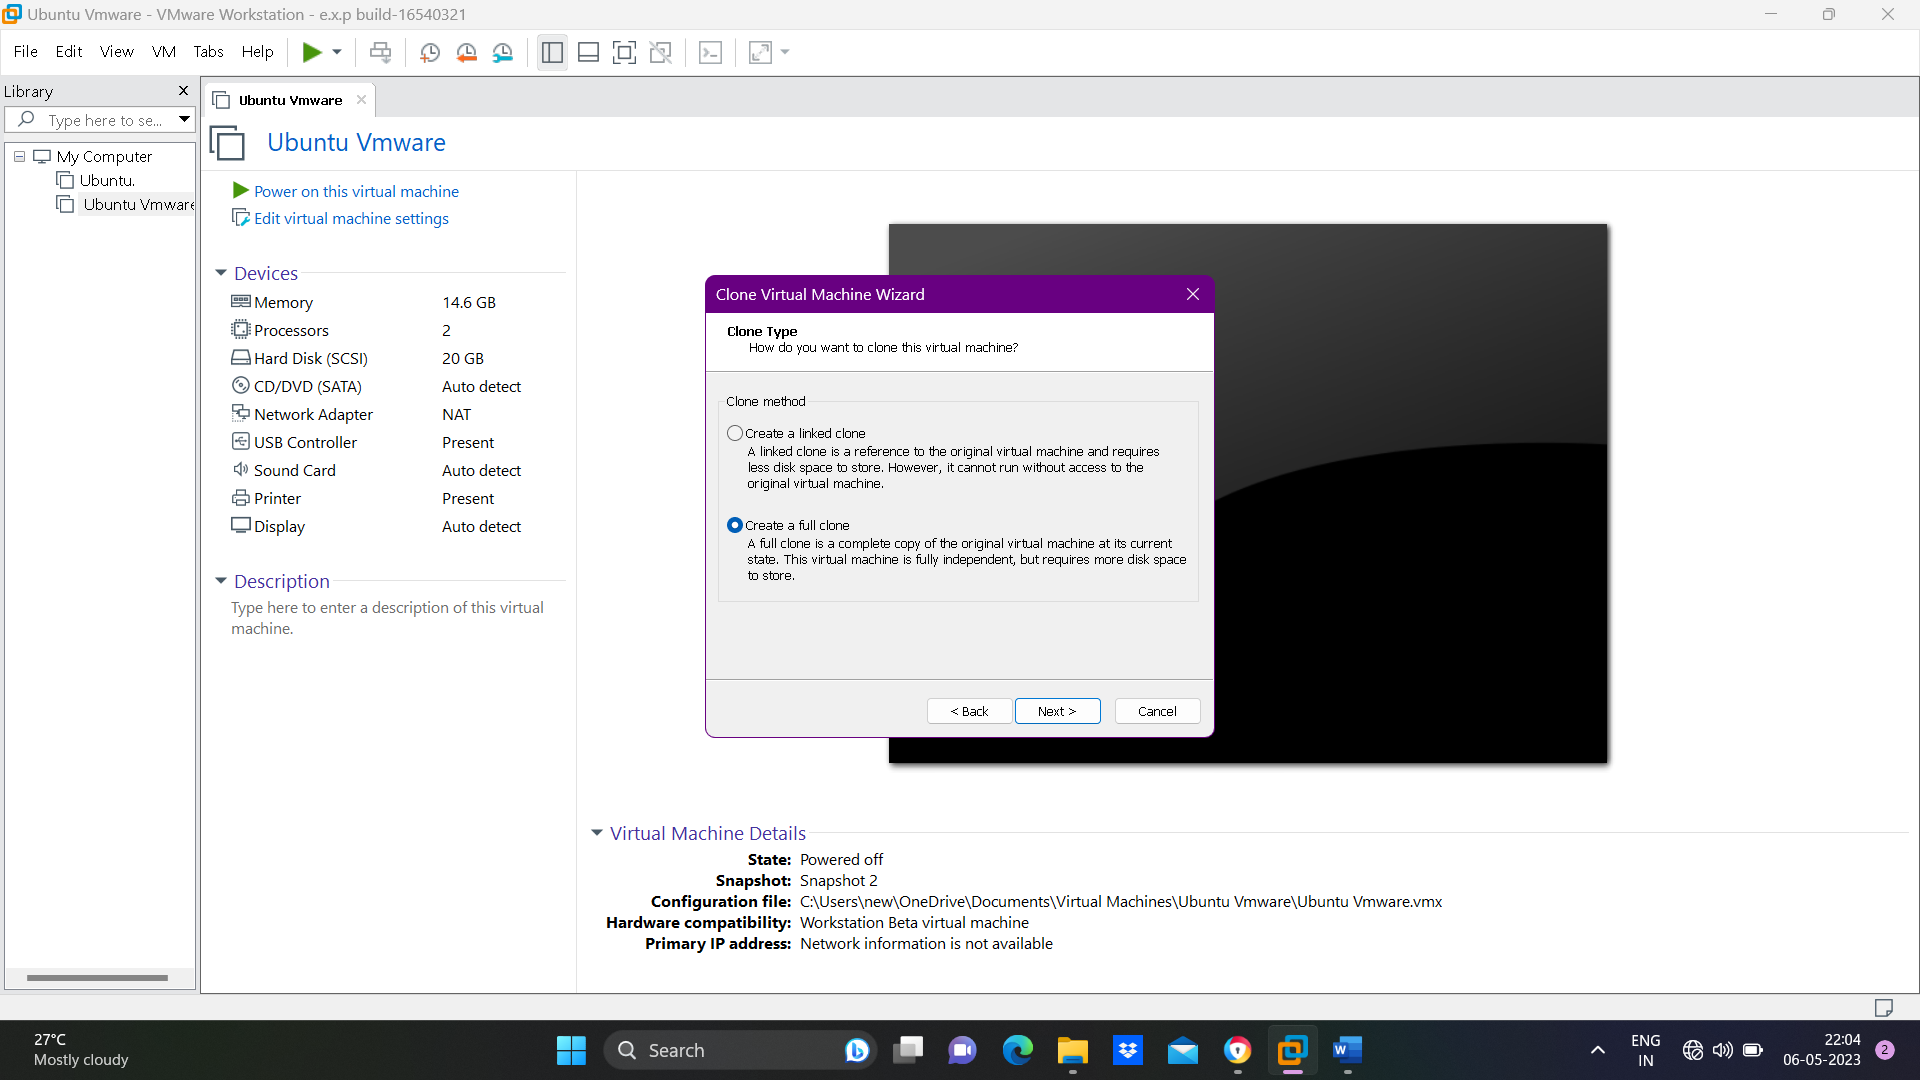 Ubuntu Vmware - VMware Workstation - e.x.p build-16540321
File Edit View VM Tabs Help
Library
Type here to se...
My Computer
Ubuntu.
Ubuntu Vmware
Ubuntu Vmware
Ubuntu Vmware
Power on this virtual machine
Edit virtual machine settings
Devices
Memory 14.6 GB
Processors 2
Hard Disk (SCSI) 20 GB
CD/DVD (SATA) Auto detect
Network Adapter NAT
USB Controller Present
Sound Card Auto detect
Printer Present
Display Auto detect
Description
Type here to enter a description of this virtual
machine.
Clone Virtual Machine Wizard
Clone Type
How do you want to clone this virtual machine?
Clone method
Create a linked clone
A linked clone is a reference to the original virtual machine and requires
less disk space to store. However, it cannot run without access to the
original virtual machine.
Create a full clone
A full clone is a complete copy of the original virtual machine at its current
state. This virtual machine is fully independent, but requires more disk space
to store.
< Back Next > Cancel
Virtual Machine Details
State: Powered off
Snapshot: Snapshot 2
Configuration file: C:\Users\new\OneDrive\Documents\Virtual Machines\Ubuntu Vmware\Ubuntu Vmware.vmx
Hardware compatibility: Workstation Beta virtual machine
Primary IP address: Network information is not available
27°C
Mostly cloudy
Search
W
ENG
IN
22:04
06-05-2023
2